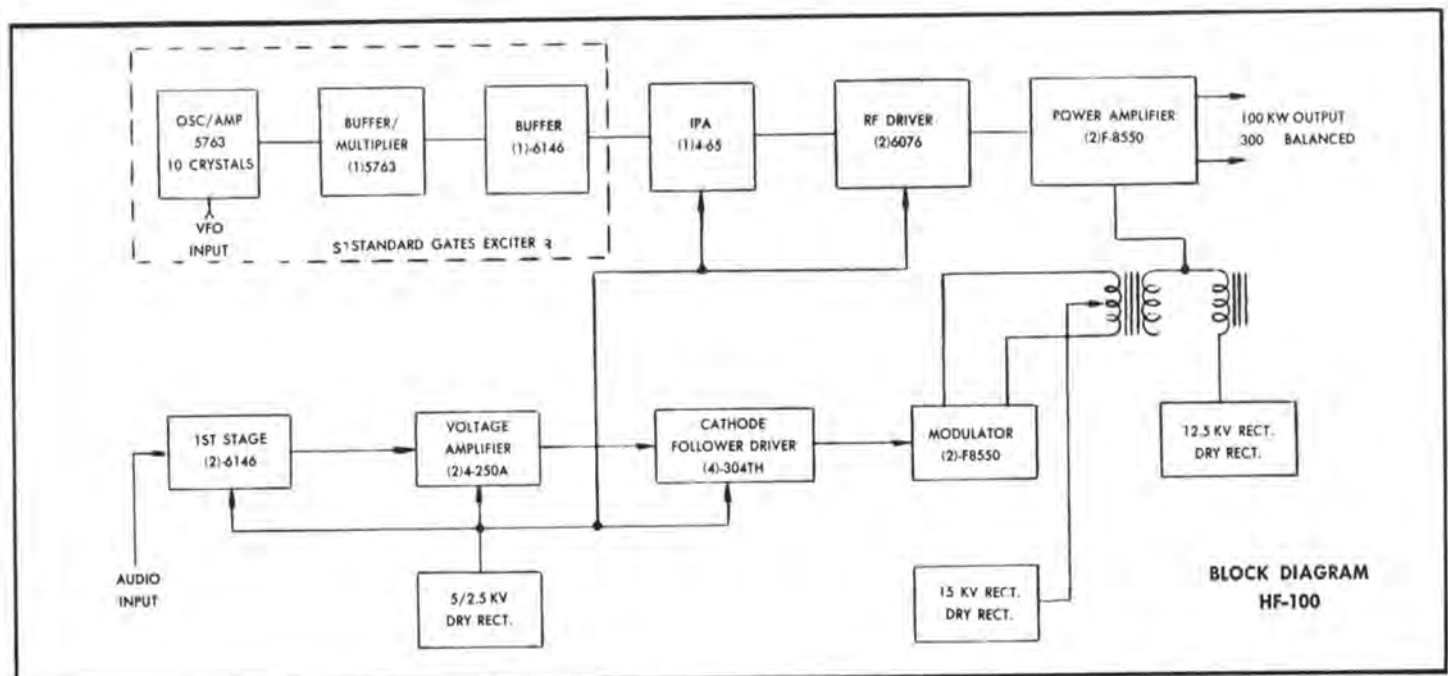 OSC/AMP
5763
10 CRYSTALS
VFO
INPUT
BUFFER/
MULTIPLIER
(1)5763
BUFFER
(1)-6146
STANDARD GATES EXCITER
IPA
(1)4-65
RF DRIVER
(2)6076
POWER AMPLIFIER
(2)F-8550
100 KW OUTPUT
300 BALANCED
1ST STAGE
(2)-6146
VOLTAGE
AMPLIFIER
(2)4-250A
CATHODE
FOLLOWER DRIVER
(4)-304TH
MODULATOR
(2)-F8550
12.5 KV RECT.
DRY RECT.
AUDIO
INPUT
5/2.5 KV
DRY RECT.
15 KV RECT.
DRY RECT.
BLOCK DIAGRAM
HF-100